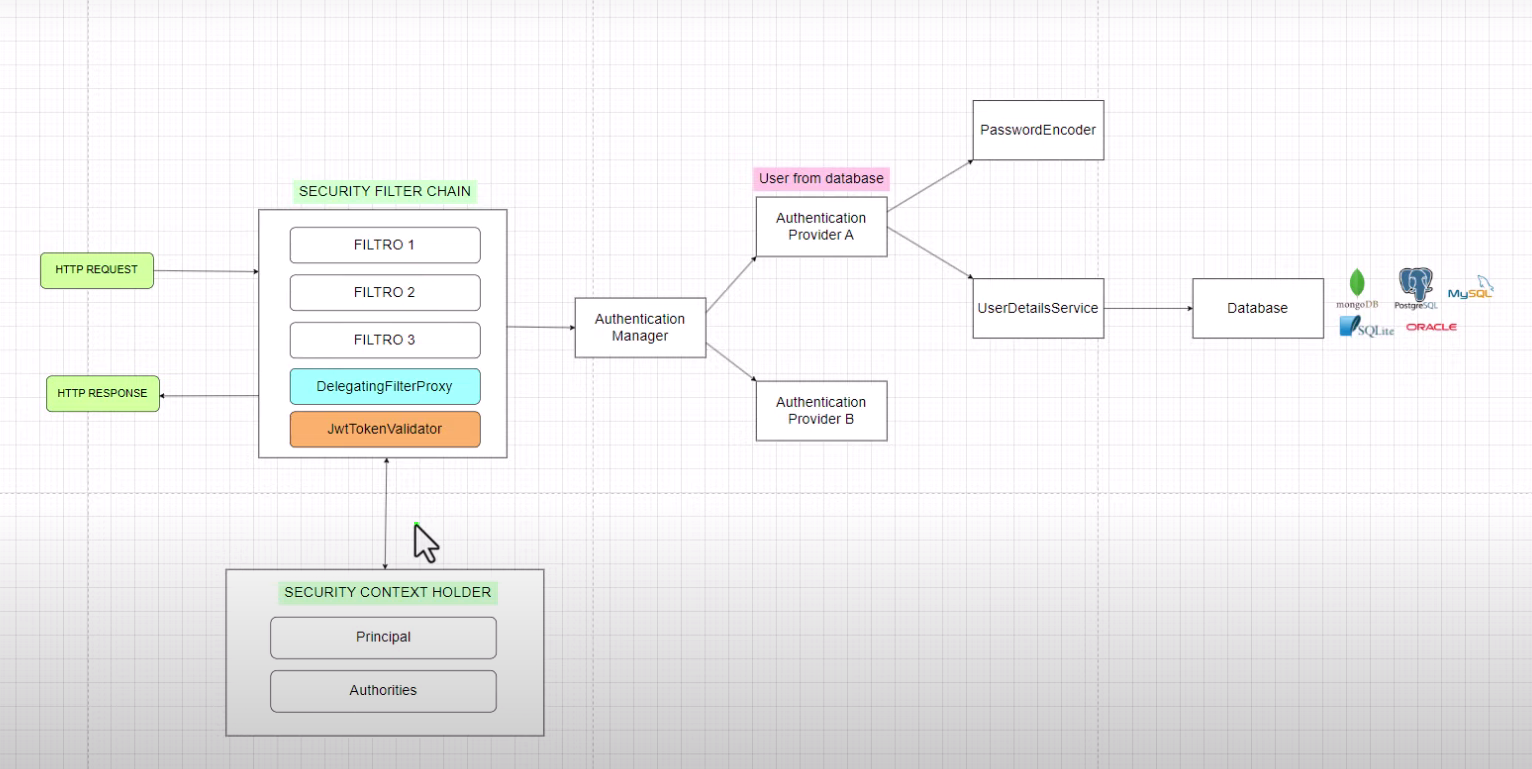 PasswordEncoder
User from database
SECURITY FILTER CHAIN
Authentication
Provider A
FILTRO 1
HTTP REQUEST
FILTRO 2
UserDetailsService
Database
mongoDB
PostgreSQL
MySQL
SQLite
ORACLE
Authentication
Manager
FILTRO 3
DelegatingFilterProxy
HTTP RESPONSE
Authentication
Provider B
JwtTokenValidator
SECURITY CONTEXT HOLDER
Principal
Authorities